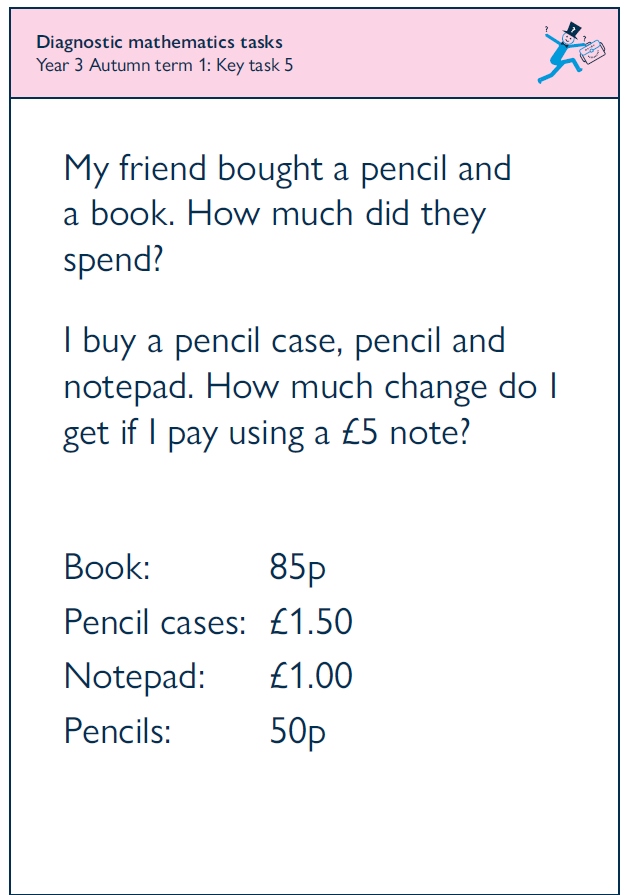 Diagnostic mathematics tasks
Year 3 Autumn term 1: Key task 5
My friend bought a pencil and
a book. How much did they
spend?
I buy a pencil case, pencil and
notepad. How much change do I
get if I pay using a £5 note?
Book: 85p
Pencil cases: £1.50
Notepad: £1.00
Pencils: 50p